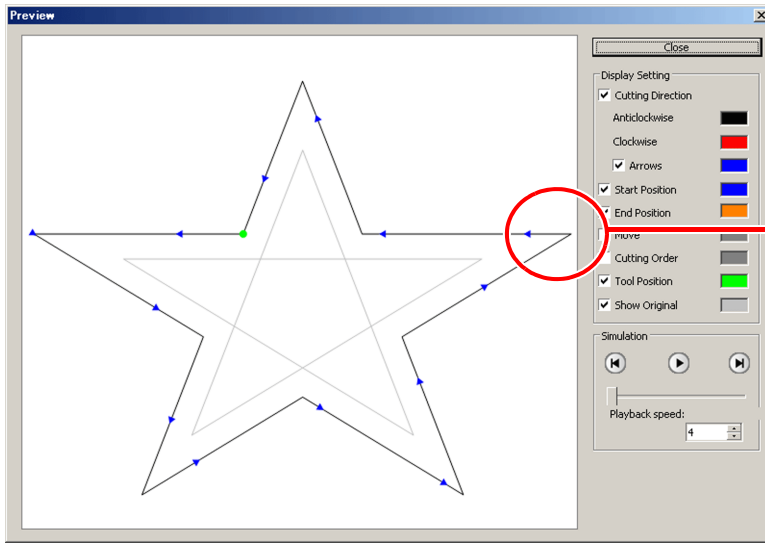 Preview
Close
Display Setting
Cutting Direction
Anticlockwise
Clockwise
Arrows
Start Position
End Position
Move
Cutting Order
Tool Position
Show Original
Simulation
Playback speed:
4